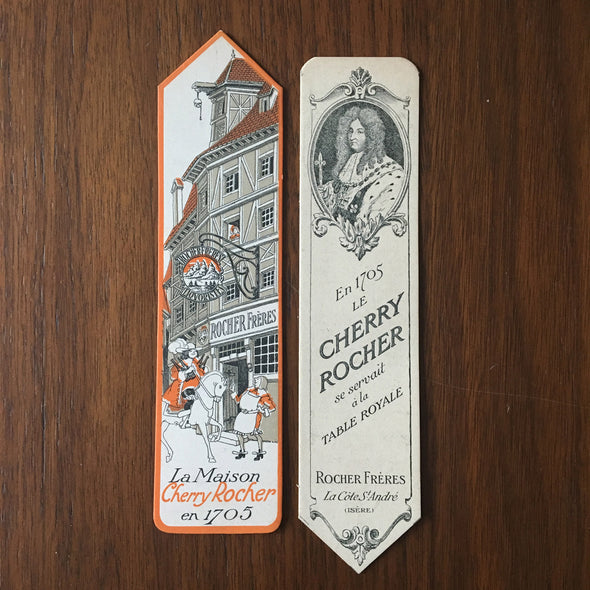 ROCHER FRÈRES
La Maison
Cherry Rocher
en 1705
En 1705
LE
CHERRY
ROCHER
se servait
à la
TABLE ROYALE
ROCHER FRÈRES
La Côte St André
(ISÈRE)